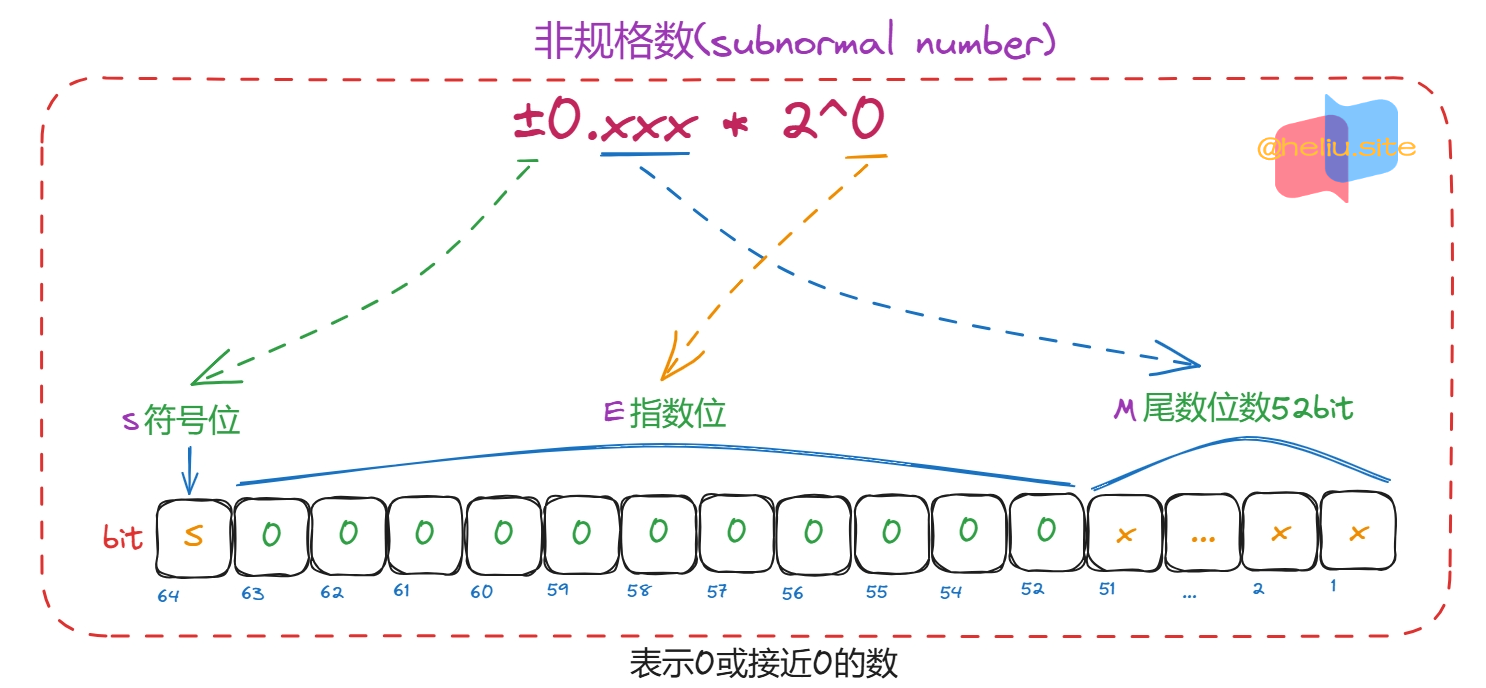 非规格数(subnormal number)
±0.xxx * 2^0
@heliu.site
S 符号位
E 指数位
M 尾数位数52bit
bit S 0 0 0 0 0 0 0 0 0 0 0 x ... x x
64 63 62 61 60 59 58 57 56 55 54 52 51 ... 2 1
表示0或接近0的数